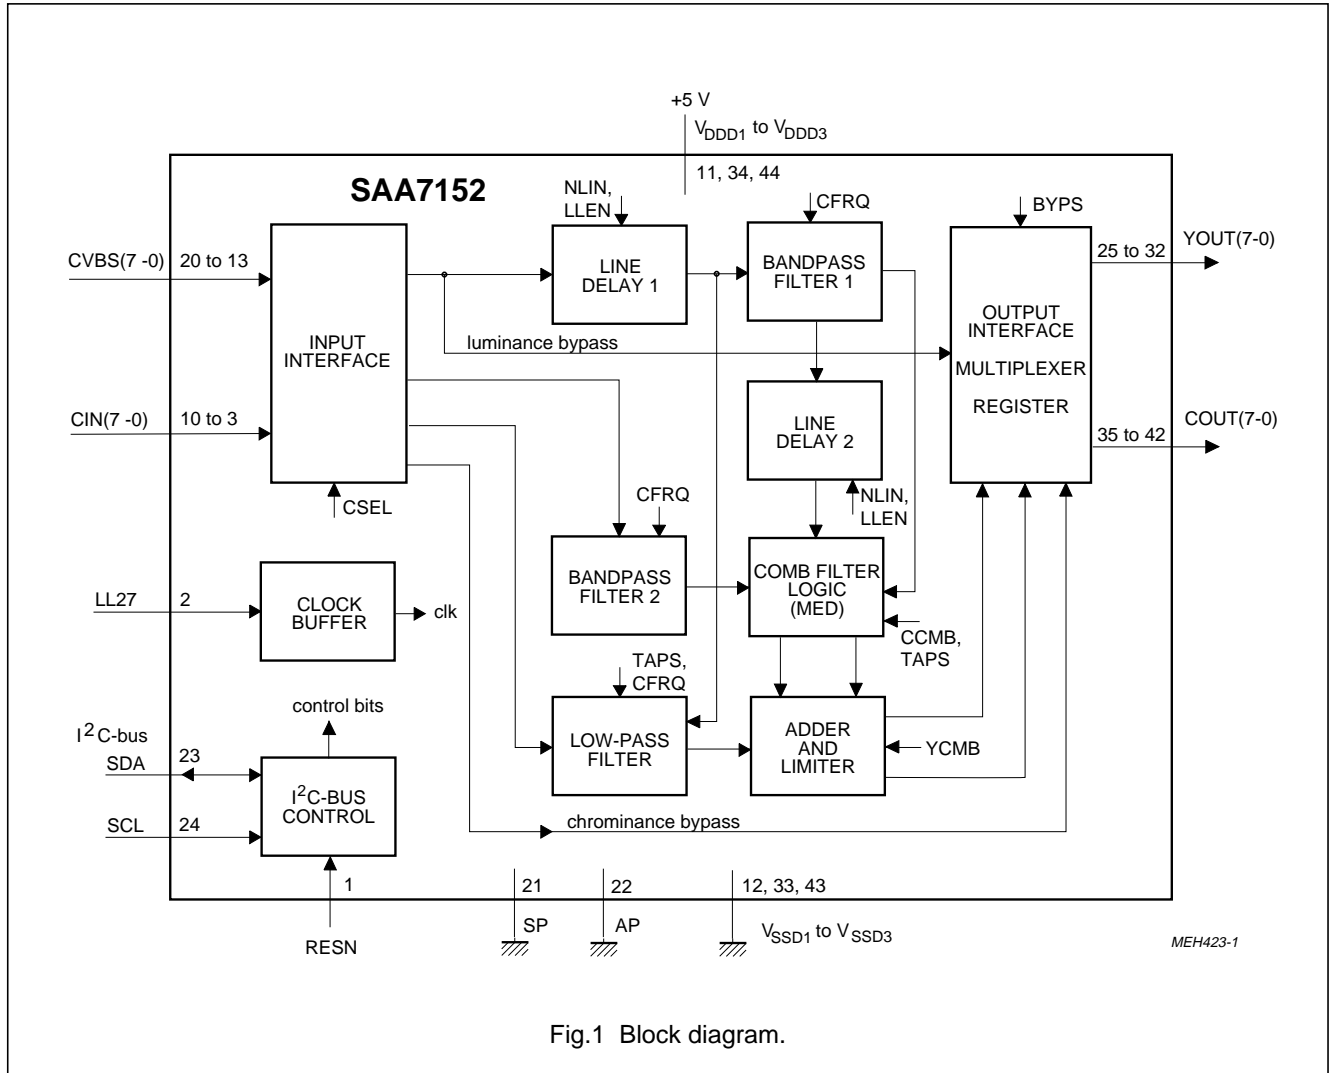 +5 V
VDDD1 to VDDD3
11, 34, 44
SAA7152
NLIN,
LLEN
CFRQ
BYPS
CVBS(7 -0)
20 to 13
INPUT
INTERFACE
LINE
DELAY 1
BANDPASS
FILTER 1
OUTPUT
INTERFACE
MULTIPLEXER
REGISTER
25 to 32
YOUT(7-0)
luminance bypass
CIN(7 -0)
10 to 3
LINE
DELAY 2
35 to 42
COUT(7-0)
CSEL
CFRQ
NLIN,
LLEN
LL27
2
CLOCK
BUFFER
clk
BANDPASS
FILTER 2
COMB FILTER
LOGIC
(MED)
CCMB,
TAPS
TAPS,
CFRQ
control bits
I2C-bus
SDA
23
I2C-BUS
CONTROL
SCL
24
LOW-PASS
FILTER
ADDER
AND
LIMITER
YCMB
chrominance bypass
1
RESN
21
SP
22
AP
12, 33, 43
VSSD1 to VSSD3
MEH423-1
Fig.1 Block diagram.